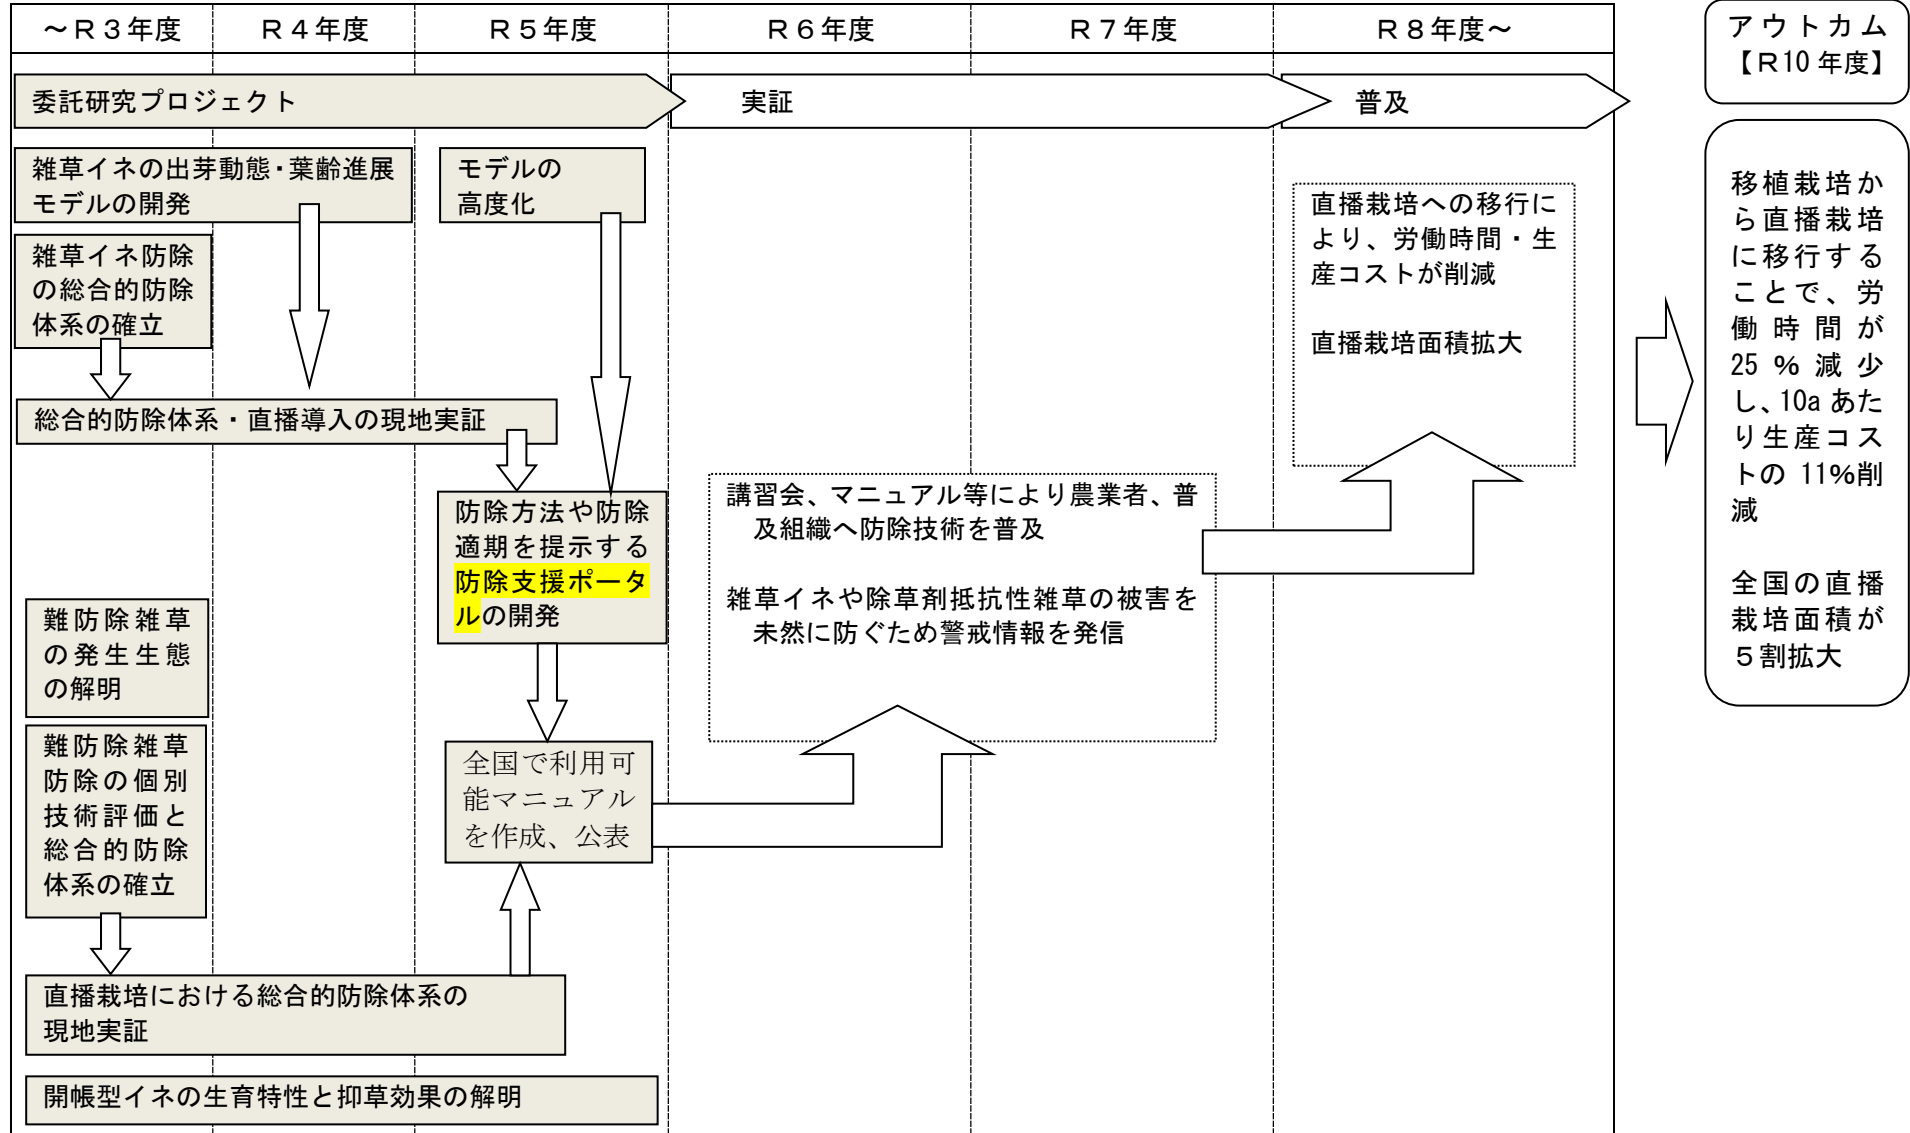 ～Ｒ３年度
Ｒ４年度
Ｒ５年度
Ｒ６年度
Ｒ７年度
Ｒ８年度～
アウトカム
【Ｒ10年度】
委託研究プロジェクト
実証
普及
雑草イネの出芽動態・葉齢進展
モデルの開発
モデルの
高度化
雑草イネ防除
の総合的防除
体系の確立
総合的防除体系・直播導入の現地実証
防除方法や防除
適期を提示する
防除支援ポータ
ルの開発
難防除雑草
の発生生態
の解明
難防除雑草
防除の個別
技術評価と
総合的防除
体系の確立
全国で利用可
能マニュアル
を作成、公表
直播栽培における総合的防除体系の
現地実証
開帳型イネの生育特性と抑草効果の解明
講習会、マニュアル等により農業者、普
及組織へ防除技術を普及
雑草イネや除草剤抵抗性雑草の被害を
未然に防ぐため警戒情報を発信
直播栽培への移行に
より、労働時間・生
産コストが削減
直播栽培面積拡大
移植栽培か
ら直播栽培
に移行する
ことで、労
働時間が
25％減少
し、10aあた
り生産コス
トの11%削
減
全国の直播
栽培面積が
５割拡大